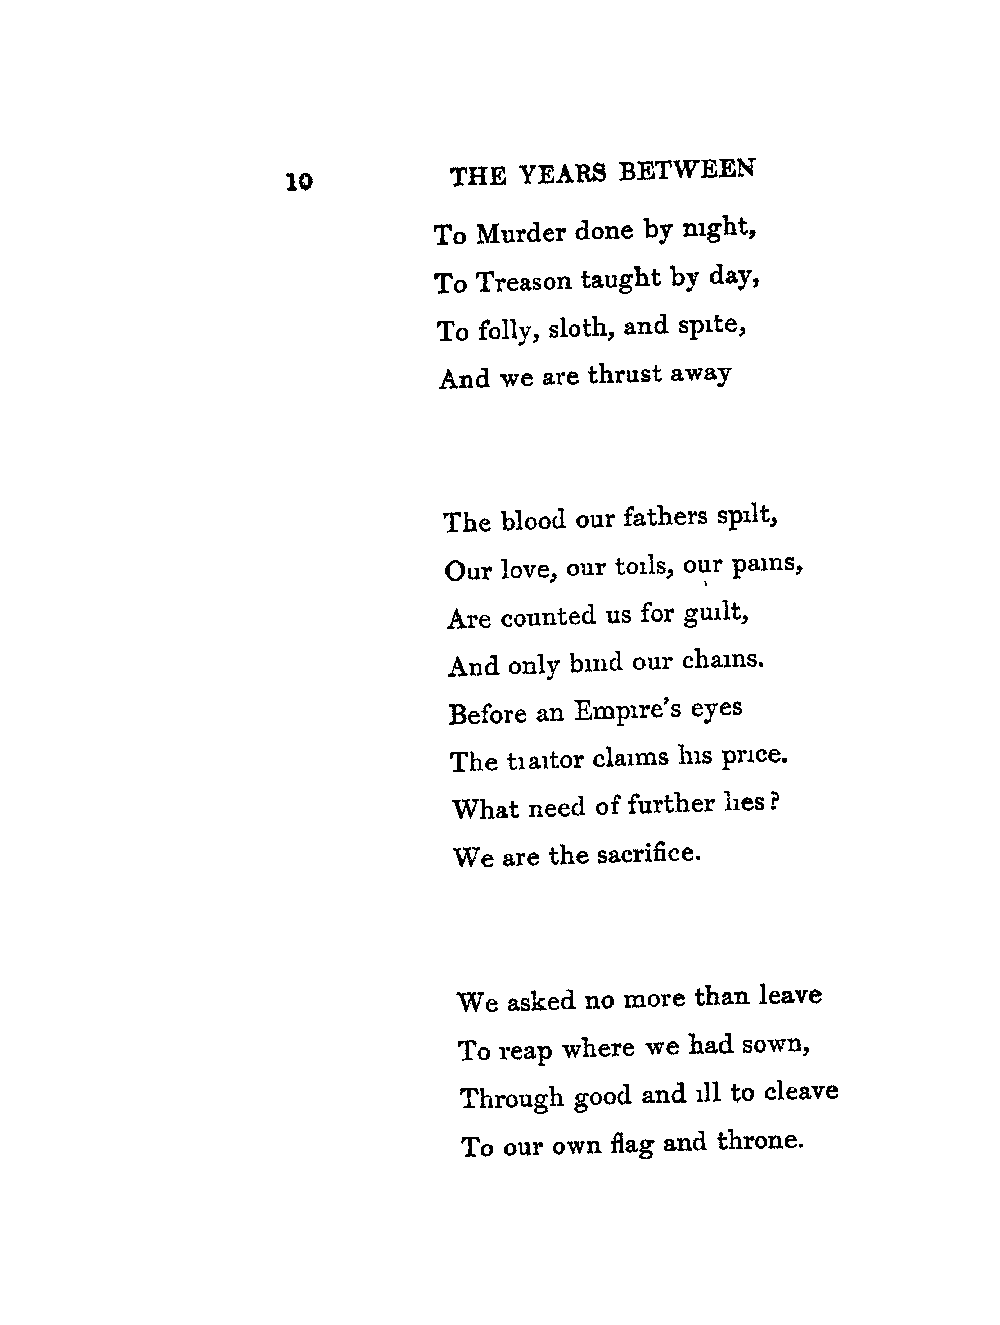 10 THE YEARS BETWEEN
To Murder done by night,
To Treason taught by day,
To folly, sloth, and spite,
And we are thrust away
The blood our fathers spilt,
Our love, our toils, our pains,
Are counted us for guilt,
And only bind our chains.
Before an Empire's eyes
The traitor claims his price.
What need of further lies?
We are the sacrifice.
We asked no more than leave
To reap where we had sown,
Through good and ill to cleave
To our own flag and throne.